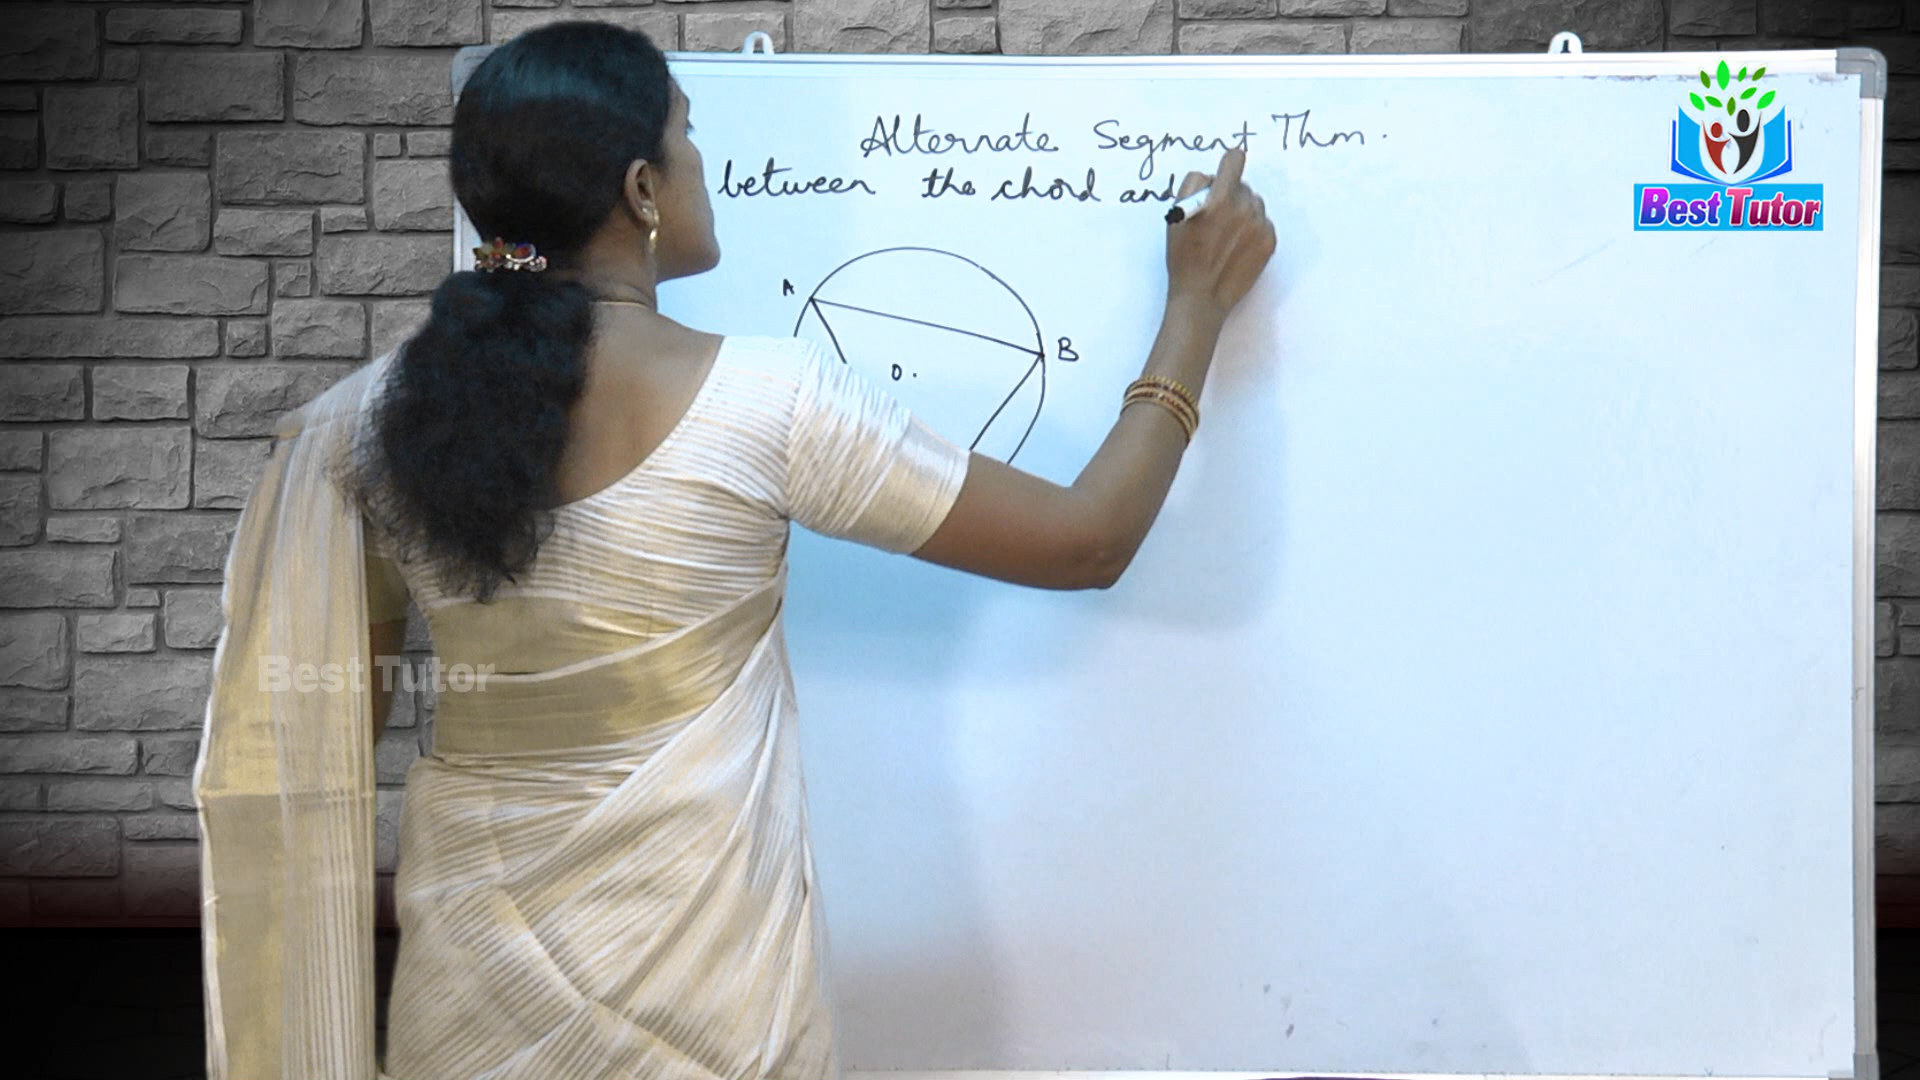 Alternate Segment Thm.
between the chord and
A
B
O.
Best Tutor
Best Tutor